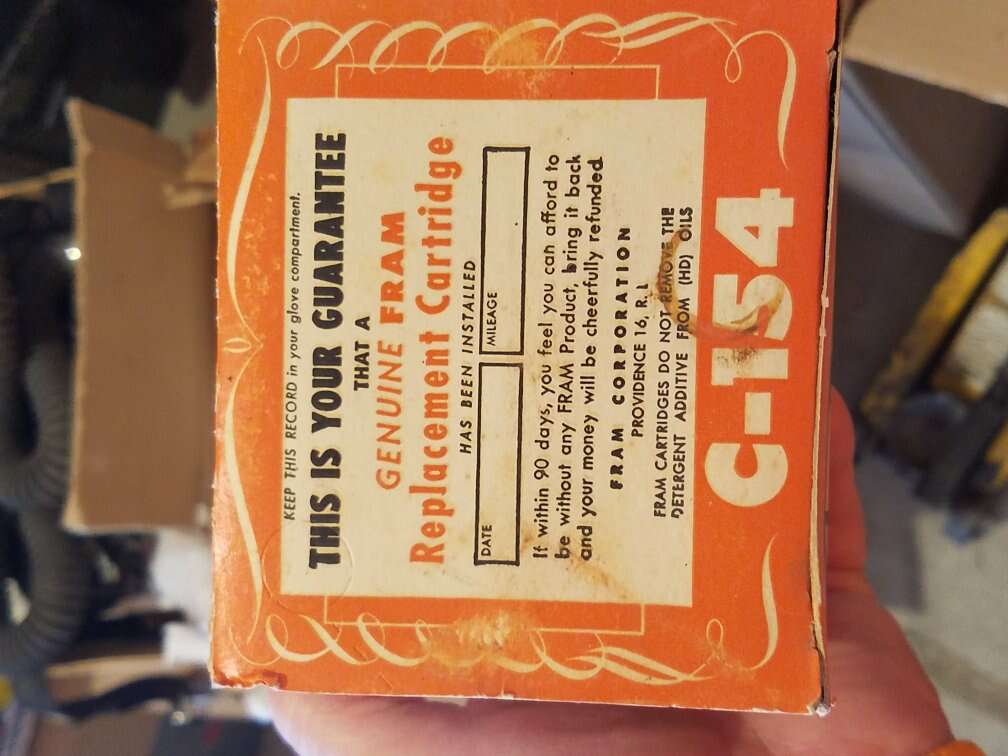 KEEP THIS RECORD in your glove compartment.
THIS IS YOUR GUARANTEE
THAT A
GENUINE FRAM
Replacement Cartridge
HAS BEEN INSTALLED
DATE
MILEAGE
If within 90 days, you feel you can afford to
be without any FRAM Product, bring it back
and your money will be cheerfully refunded
FRAM CORPORATION
PROVIDENCE 16, R.I.
FRAM CARTRIDGES DO NOT REMOVE THE
DETERGENT ADDITIVE FROM (HD) OILS
C-154